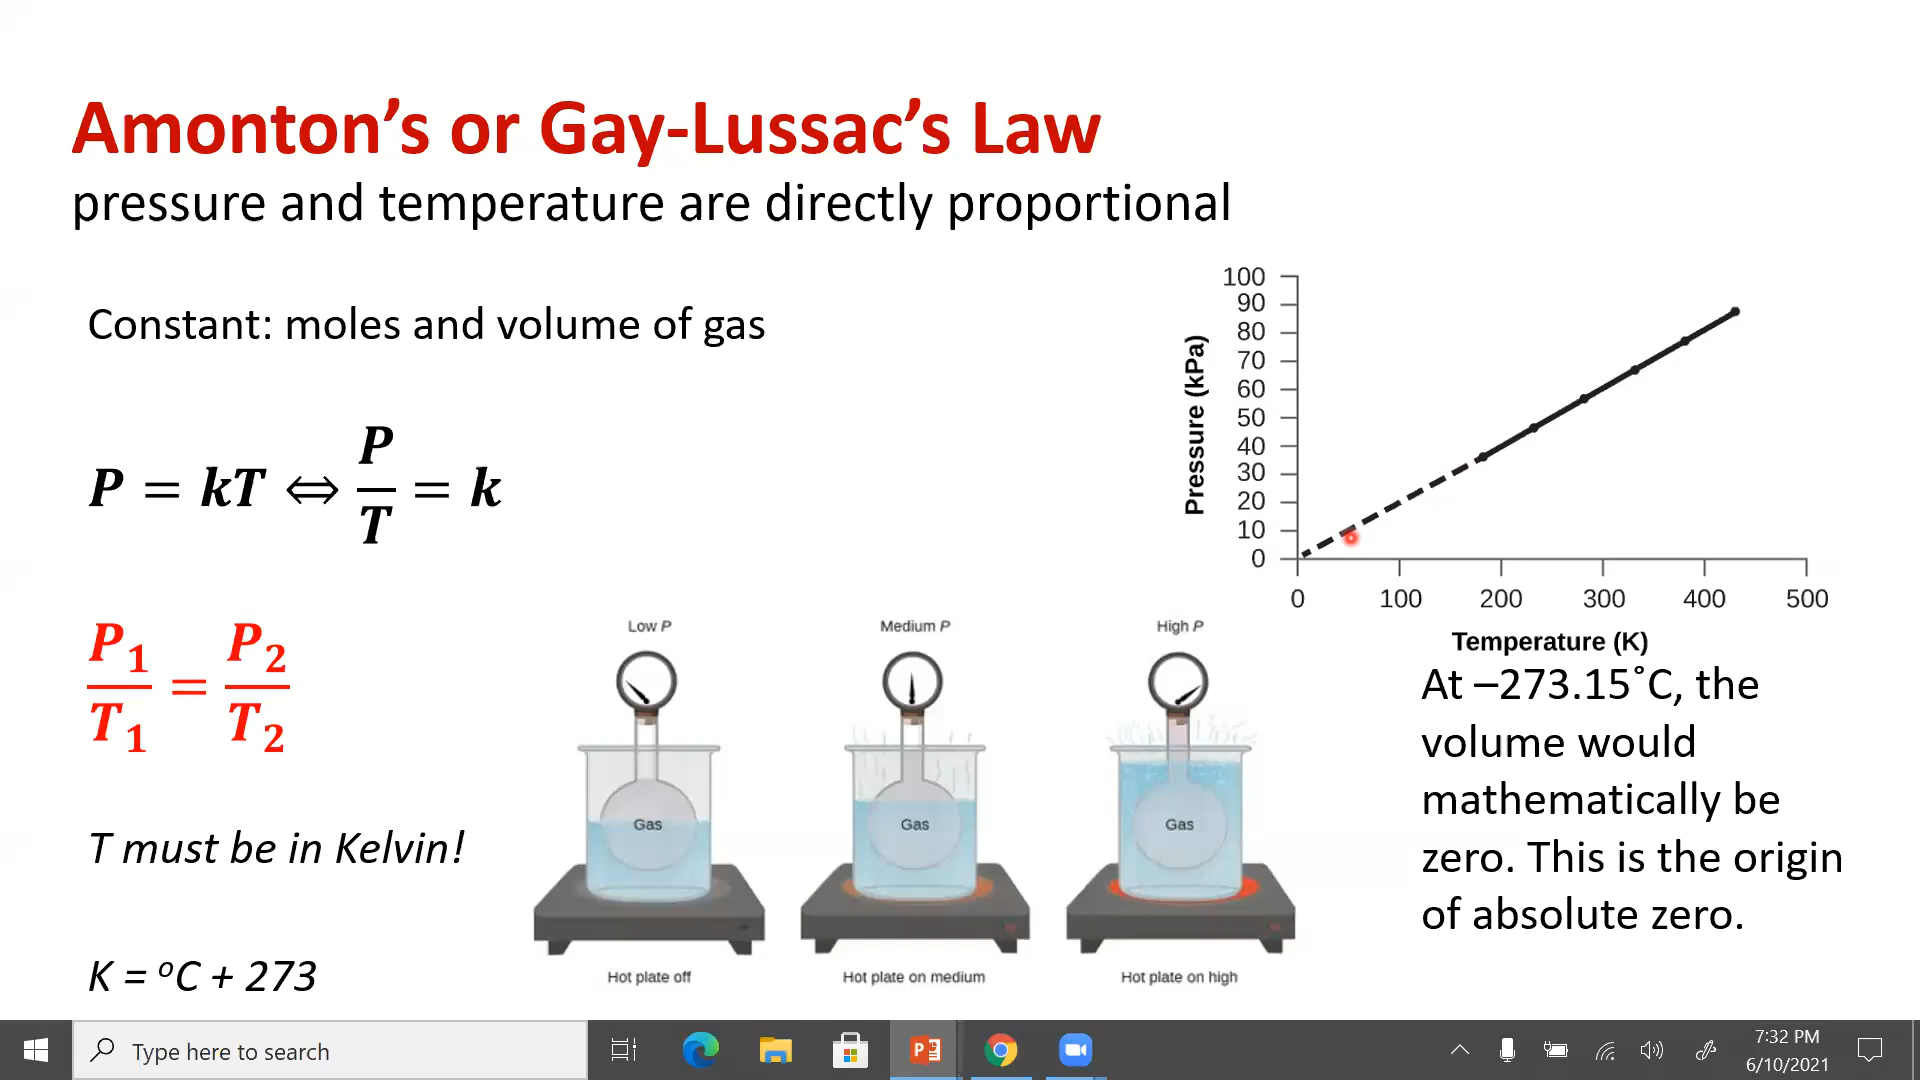 Amonton’s or Gay-Lussac’s Law
pressure and temperature are directly proportional
Constant: moles and volume of gas
P = kT ⇔ P/T = k
P₁/T₁ = P₂/T₂
T must be in Kelvin!
K = ᵒC + 273
Low P
Medium P
High P
Gas
Gas
Gas
Hot plate off
Hot plate on medium
Hot plate on high
Pressure (kPa)
100
90
80
70
60
50
40
30
20
10
0
0 100 200 300 400 500
Temperature (K)
At –273.15˚C, the
volume would
mathematically be
zero. This is the origin
of absolute zero.
Type here to search
7:32 PM
6/10/2021